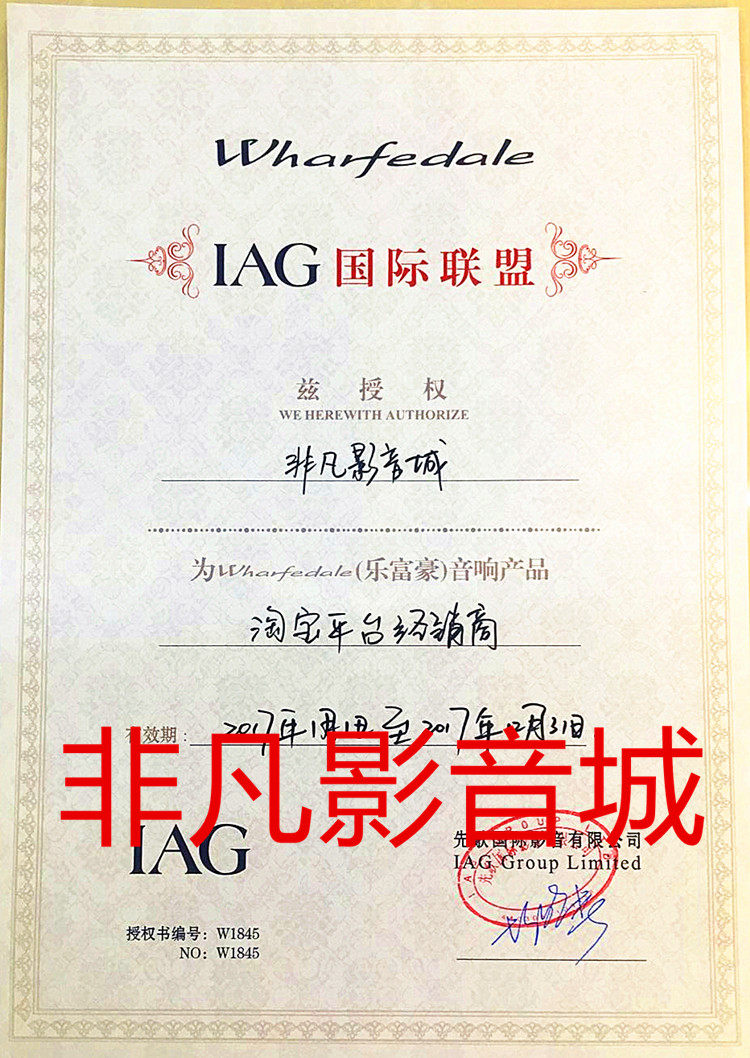 Wharfedale
IAG国际联盟
兹授权
WE HEREWITH AUTHORIZE
非凡影音城
为Wharfedale(乐富豪)音响产品
淘宝平台经销商
有效期: 2017年1月1日至2017年12月31日
非凡影音城
IAG
先歌国际影音有限公司
IAG Group Limited
授权书编号: W1845
NO: W1845